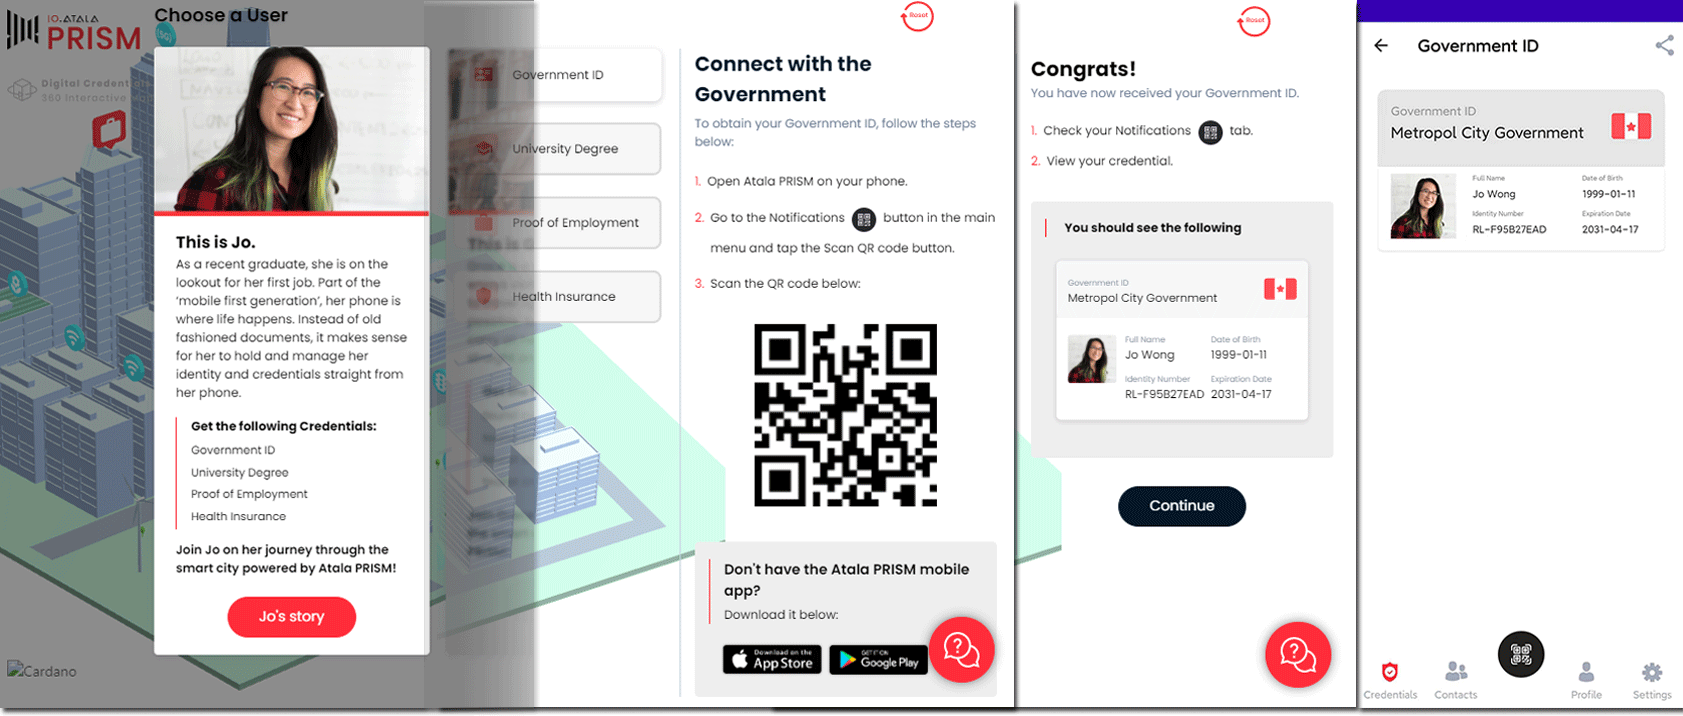 IO.ATALA
PRISM
Choose a User
Digital Credentials
360 Interactive
This is Jo.
As a recent graduate, she is on the
lookout for her first job. Part of the
'mobile first generation', her phone is
where life happens. Instead of old
fashioned documents, it makes sense
for her to hold and manage her
identity and credentials straight from
her phone.
Get the following Credentials:
Government ID
University Degree
Proof of Employment
Health Insurance
Join Jo on her journey through the
smart city powered by Atala PRISM!
Jo's story
Cardano
Government ID
University Degree
Proof of Employment
Health Insurance
Reset
Connect with the
Government
To obtain your Government ID, follow the steps
below:
1. Open Atala PRISM on your phone.
2. Go to the Notifications button in the main
menu and tap the Scan QR code button.
3. Scan the QR code below:
Don't have the Atala PRISM mobile
app?
Download it below:
Download on the
App Store
GET IT ON
Google Play
Reset
Congrats!
You have now received your Government ID.
1. Check your Notifications tab.
2. View your credential.
You should see the following
Government ID
Metropol City Government
Full Name
Date of Birth
Jo Wong
1999-01-11
Identity Number
Expiration Date
RL-F95B27EAD
2031-04-17
Continue
Government ID
Government ID
Metropol City Government
Full Name
Date of Birth
Jo Wong
1999-01-11
Identity Number
Expiration Date
RL-F95B27EAD
2031-04-17
Credentials
Contacts
Profile
Settings